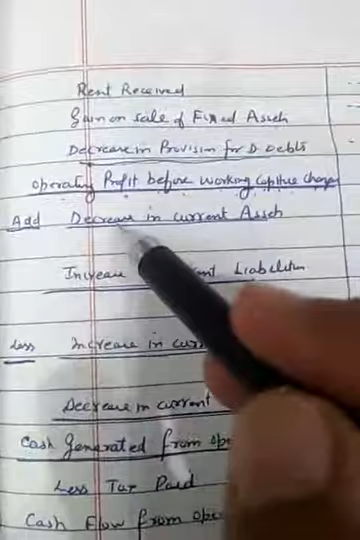 Rent Received
Gain on sale of Fixed Assets
Decrease in Provision for D Debts
Operating Profit before working Capital changes
Add Decrease in current Assets
Increase Liabilities
Less Increase in
Decrease in current
Cash Generated from
Less Tax Paid
Cash Flow from